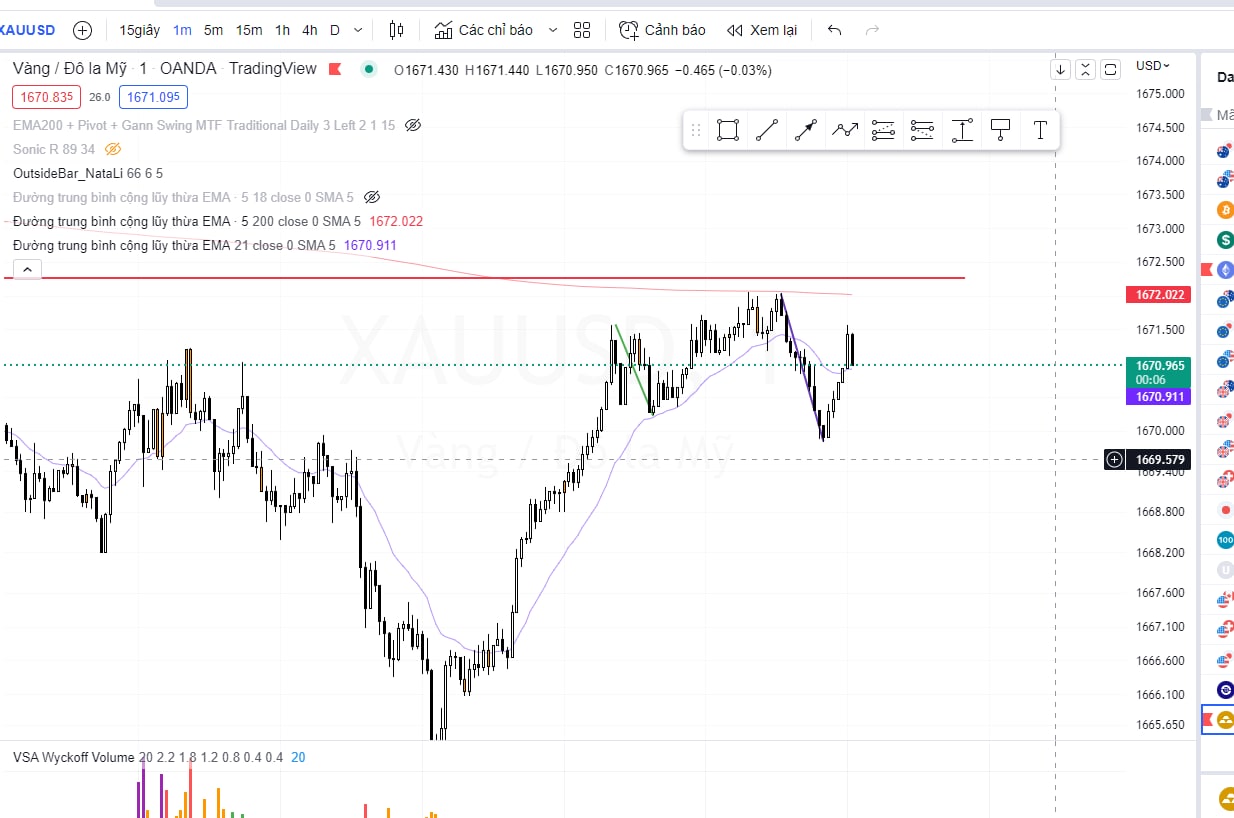 XAUUSD 15giây 1m 5m 15m 1h 4h D Các chỉ báo Cảnh báo Xem lại
Vàng / Đô la Mỹ · 1 · OANDA · TradingView O1671.430 H1671.440 L1670.950 C1670.965 −0.465 (−0.03%)
1670.835 26.0 1671.095
EMA200 + Pivot + Gann Swing MTF Traditional Daily 3 Left 2 1 15
Sonic R 89 34
OutsideBar_NataLi 66 6 5
Đường trung bình cộng lũy thừa EMA · 5 18 close 0 SMA 5
Đường trung bình cộng lũy thừa EMA · 5 200 close 0 SMA 5 1672.022
Đường trung bình cộng lũy thừa EMA 21 close 0 SMA 5 1670.911
T
USD
1675.000
1674.500
1674.000
1673.500
1673.000
1672.500
1672.022
1671.500
1670.965
00:06
1670.911
1670.000
1669.579
1669.400
1668.800
1668.200
1667.600
1667.100
1666.600
1666.100
1665.650
XAUUSD
Vàng
Đô la Mỹ
VSA Wyckoff Volume 20 2.2 1.8 1.2 0.8 0.4 0.4 20
Da
Mã
100